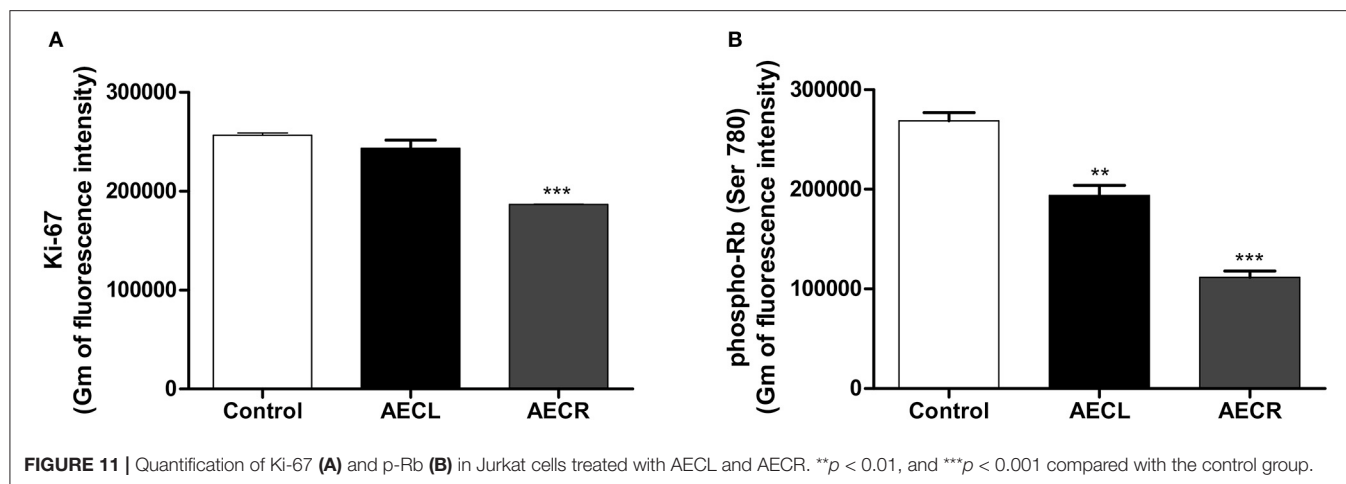 A
Ki-67
(Gm of fluorescence intensity)
300000
200000
100000
0
***
Control
AECL
AECR
B
phospho-Rb (Ser 780)
(Gm of fluorescence intensity)
300000
200000
100000
0
**
***
Control
AECL
AECR
FIGURE 11 | Quantification of Ki-67 (A) and p-Rb (B) in Jurkat cells treated with AECL and AECR. **p < 0.01, and ***p < 0.001 compared with the control group.